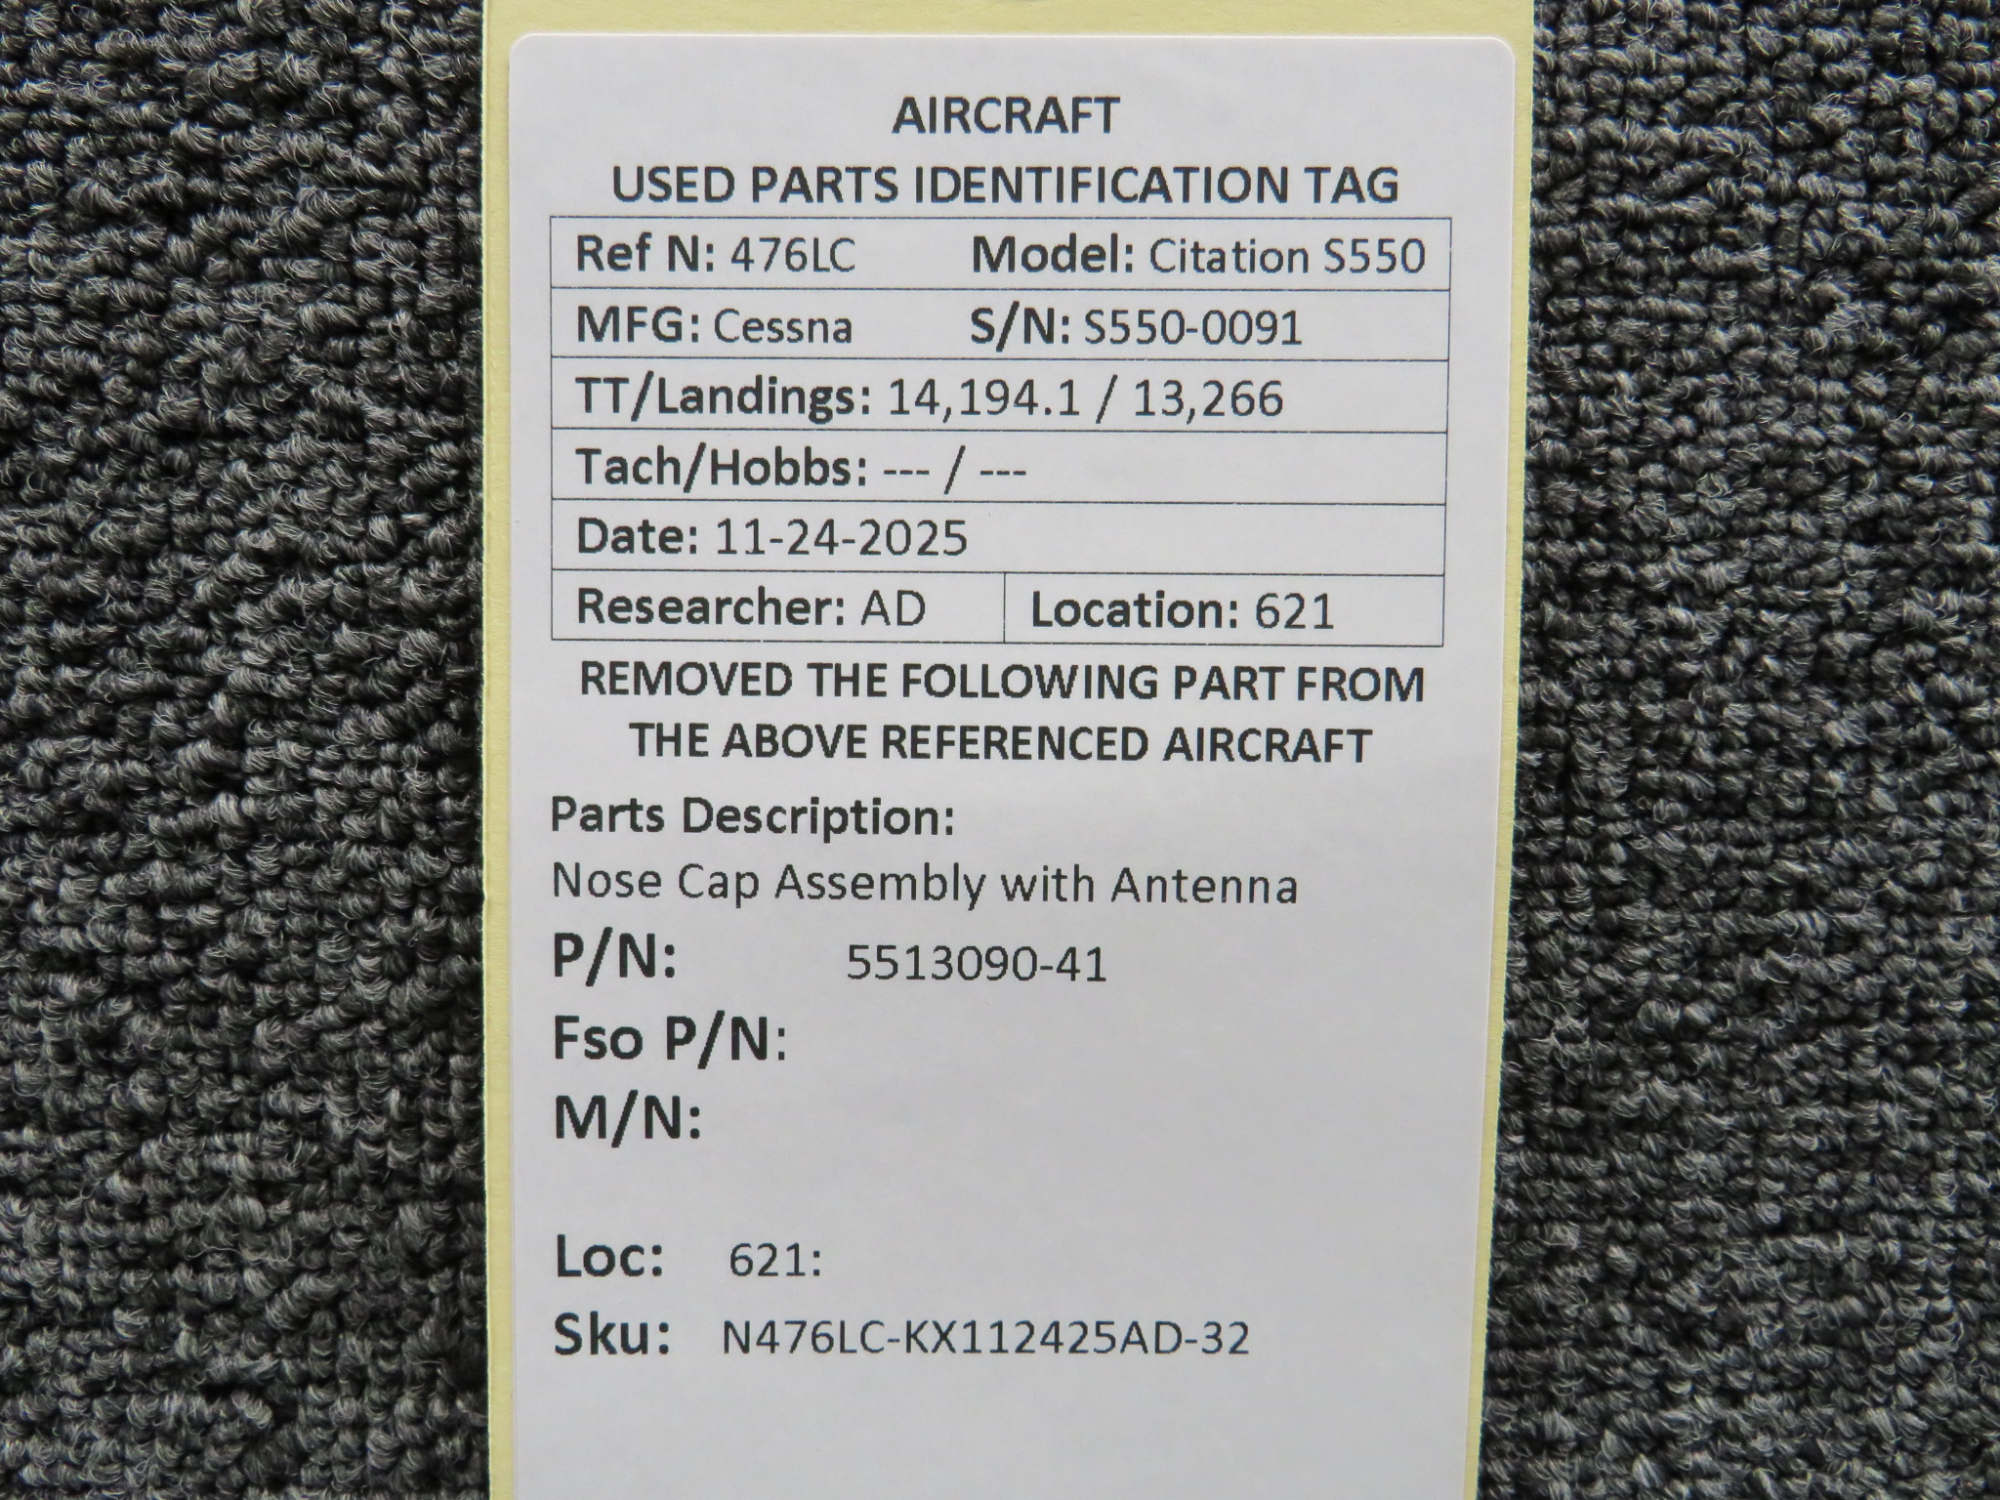 AIRCRAFT
USED PARTS IDENTIFICATION TAG
Ref N: 476LC Model: Citation S550
MFG: Cessna S/N: S550-0091
TT/Landings: 14,194.1 / 13,266
Tach/Hobbs: --- / ---
Date: 11-24-2025
Researcher: AD Location: 621
REMOVED THE FOLLOWING PART FROM
THE ABOVE REFERENCED AIRCRAFT
Parts Description:
Nose Cap Assembly with Antenna
P/N: 5513090-41
Fso P/N:
M/N:
Loc: 621:
Sku: N476LC-KX112425AD-32